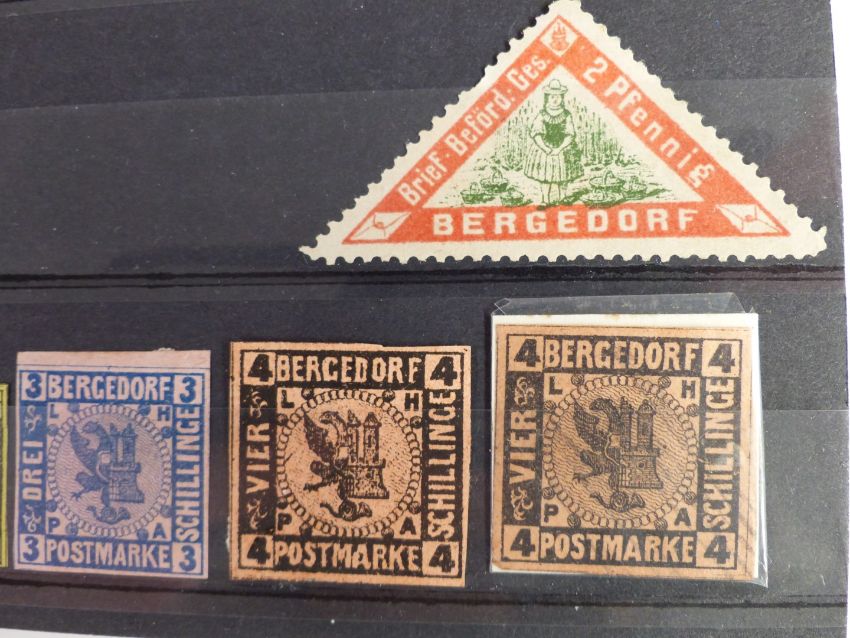 Brief-Beförd.-Ges.
2 Pfennig
BERGEDORF
3 BERGEDORF 3
DREI
L H
P A
SCHILLINGE
3 POSTMARKE 3
4 BERGEDORF 4
VIER
L H
P A
SCHILLINGE
4 POSTMARKE 4
4 BERGEDORF 4
VIER
L H
P A
SCHILLINGE
4 POSTMARKE 4